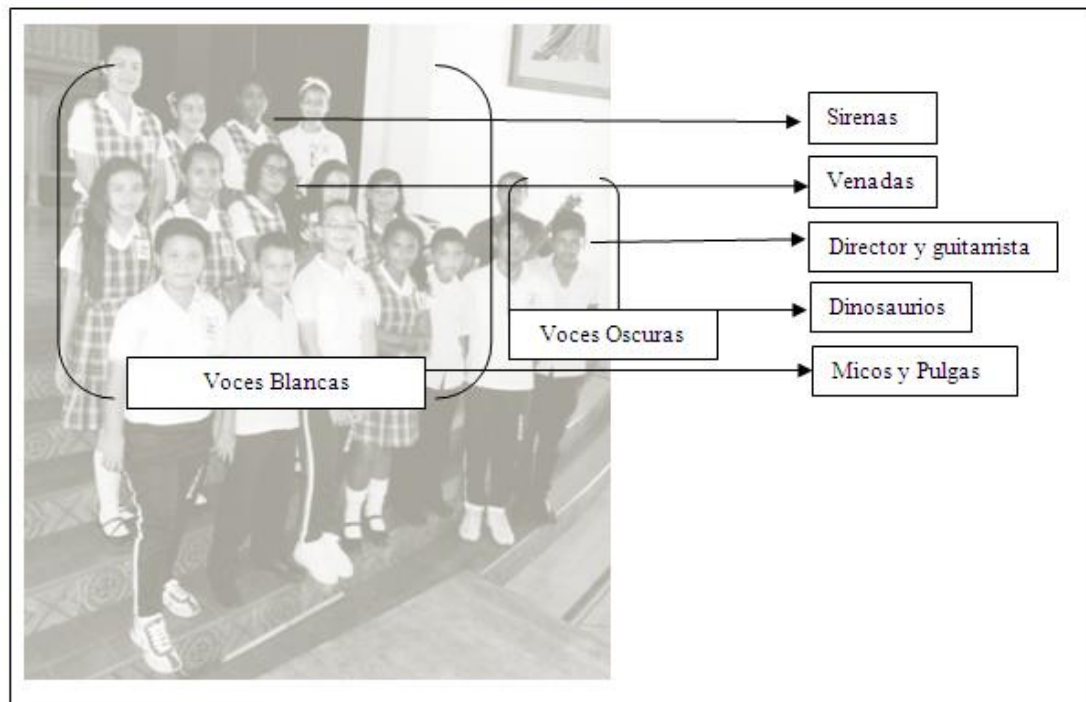 Sirenas
Venadas
Director y guitarrista
Dinosaurios
Voces Oscuras
Micos y Pulgas
Voces Blancas